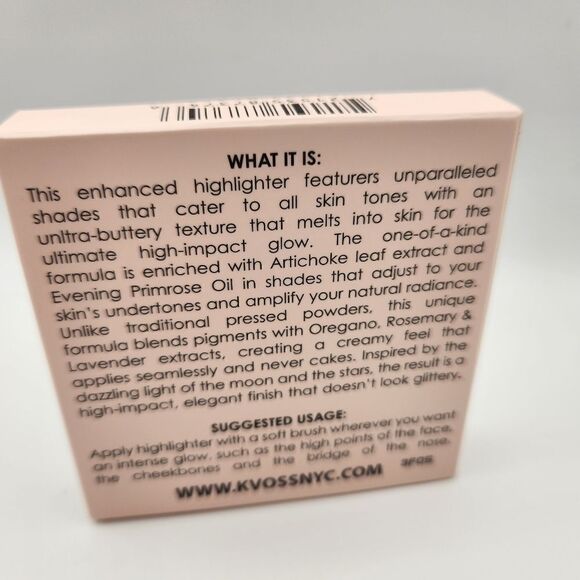 WHAT IT IS:
This enhanced highlighter featurers unparalleled
shades that cater to all skin tones with an
unltra-buttery texture that melts into skin for the
ultimate high-impact glow. The one-of-a-kind
formula is enriched with Artichoke leaf extract and
Evening Primrose Oil in shades that adjust to your
skin's undertones and amplify your natural radiance.
Unlike traditional pressed powders, this unique
formula blends pigments with Oregano, Rosemary &
Lavender extracts, creating a creamy feel that
applies seamlessly and never cakes. Inspired by the
dazzling light of the moon and the stars, the result is a
high-impact, elegant finish that doesn't look glittery.
SUGGESTED USAGE:
Apply highlighter with a soft brush wherever you want
an intense glow, such as the high points of the face,
the cheekbones and the bridge of the nose.
WWW.KVOSSNYC.COM